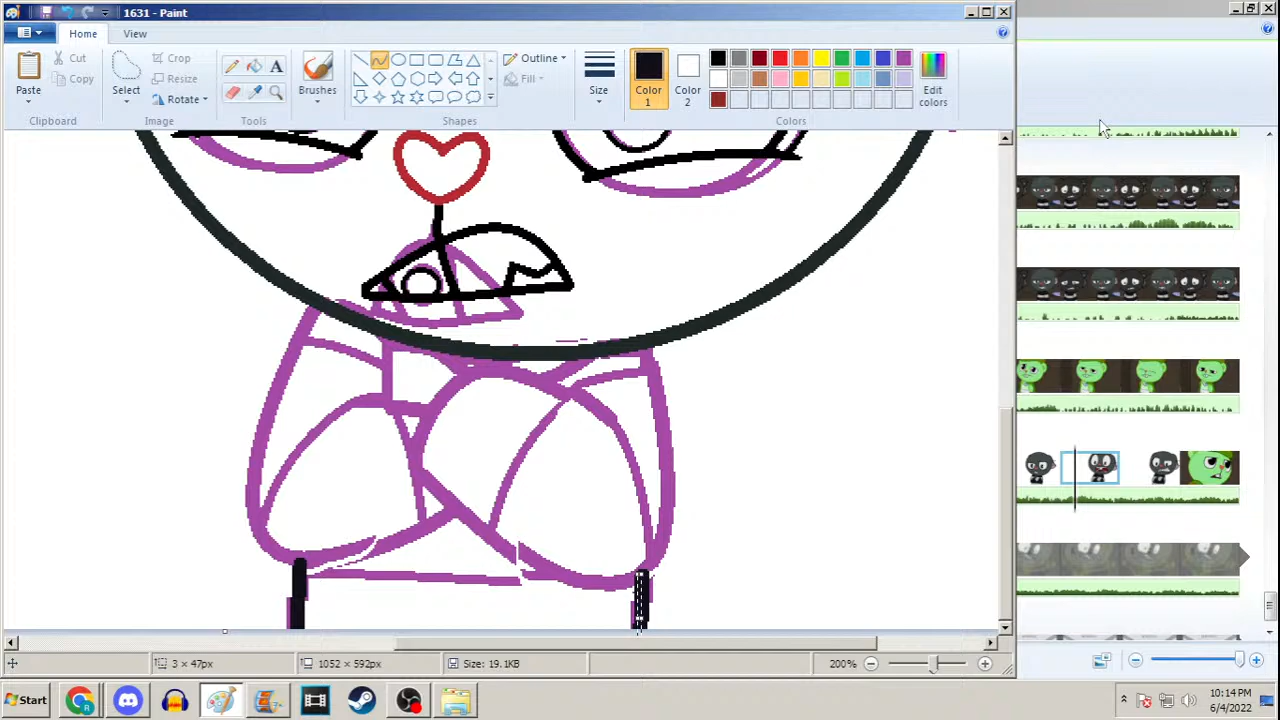 1631 - Paint
Home
View
Paste
Cut
Copy
Clipboard
Select
Crop
Resize
Rotate
Image
A
Tools
Brushes
Outline
Fill
Shapes
Size
Color 1
Color 2
Edit colors
Colors
3 × 47px
1052 × 592px
Size: 19.1KB
200%
Start
10:14 PM
6/4/2022